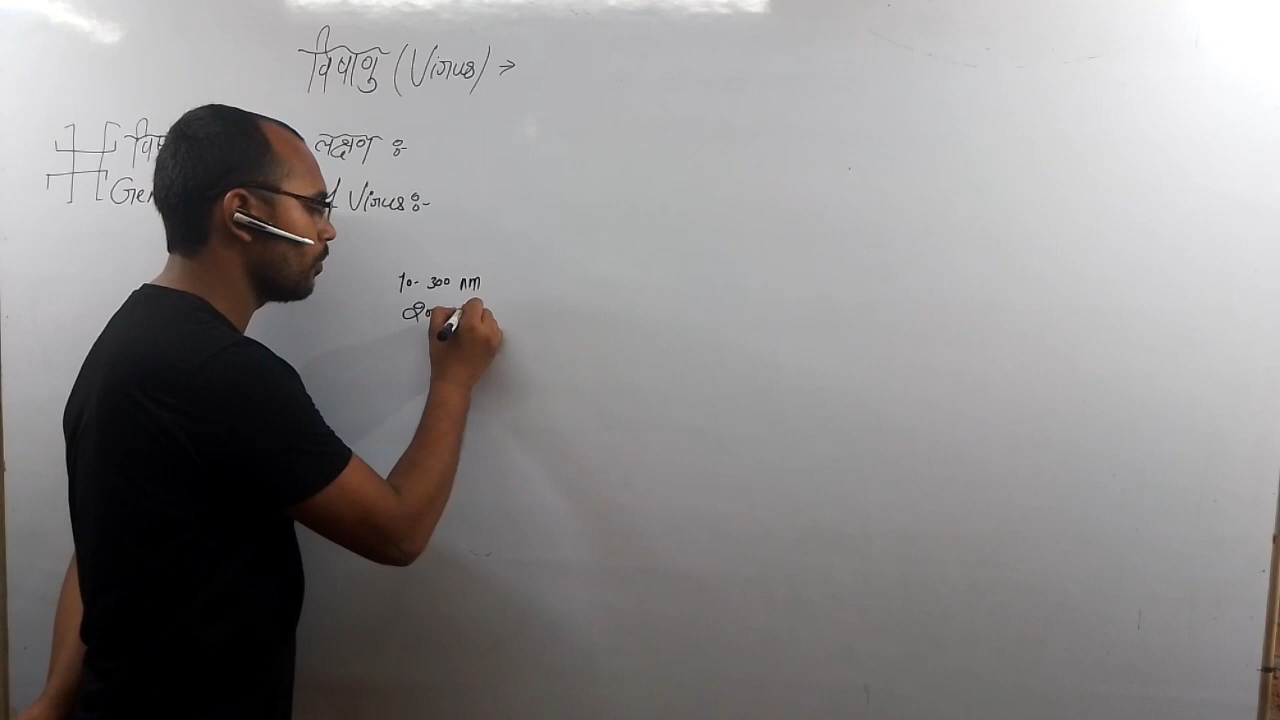 विषाणु (Virus) →
# लक्षण :-
Virus :-
10- 300 nm